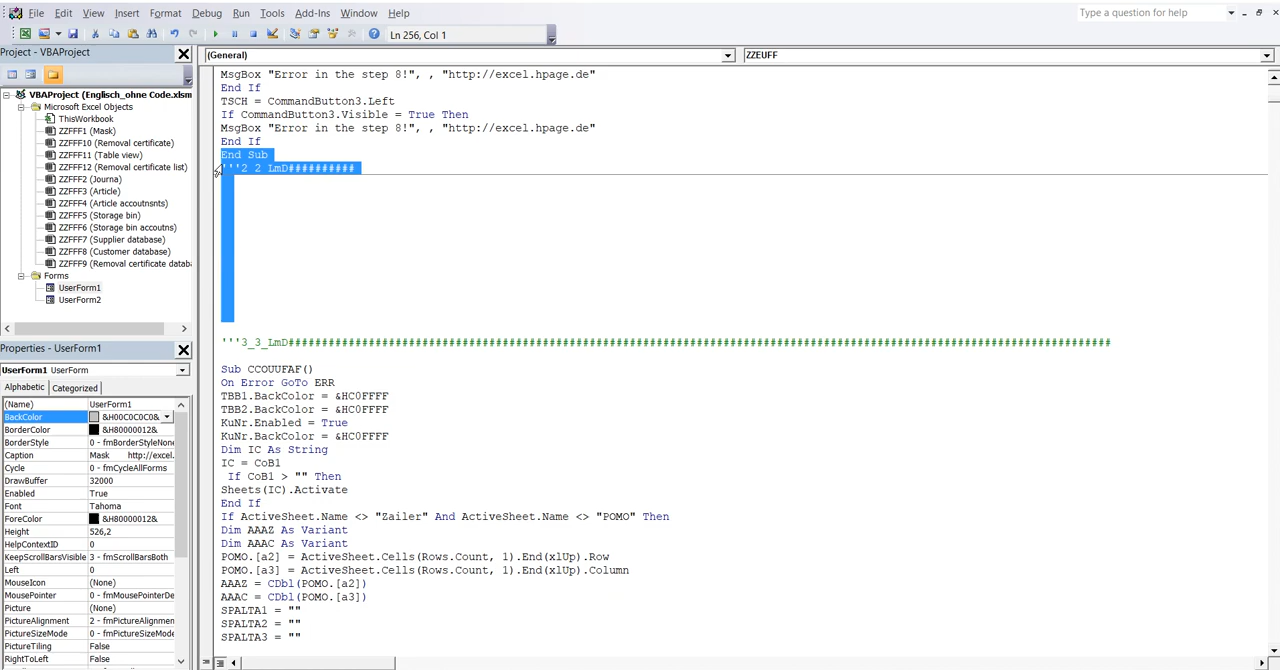 File Edit View Insert Format Debug Run Tools Add-Ins Window Help
Type a question for help
Ln 256, Col 1
Project - VBAProject
(General)
ZZEUFF
VBAProject (Englisch_ohne Code.xlsm
Microsoft Excel Objects
ThisWorkbook
ZZFFF1 (Mask)
ZZFFF10 (Removal certificate)
ZZFFF11 (Table view)
ZZFFF12 (Removal certificate list)
ZZFFF2 (Journa)
ZZFFF3 (Article)
ZZFFF4 (Article accoutnsnts)
ZZFFF5 (Storage bin)
ZZFFF6 (Storage bin accoutns)
ZZFFF7 (Supplier database)
ZZFFF8 (Customer database)
ZZFFF9 (Removal certificate datab
Forms
UserForm1
UserForm2
Properties - UserForm1
UserForm1 UserForm
Alphabetic Categorized
(Name) UserForm1
BackColor &H00C0C0C0&
BorderColor &H80000012&
BorderStyle 0 - fmBorderStyleNone
Caption Mask http://excel.
Cycle 0 - fmCycleAllForms
DrawBuffer 32000
Enabled True
Font Tahoma
ForeColor &H80000012&
Height 526,2
HelpContextID 0
KeepScrollBarsVisible 3 - fmScrollBarsBoth
Left 0
MouseIcon (None)
MousePointer 0 - fmMousePointerDe
Picture (None)
PictureAlignment 2 - fmPictureAlignmen
PictureSizeMode 0 - fmPictureSizeMode
PictureTiling False
RightToLeft False
MsgBox "Error in the step 8!", , "http://excel.hpage.de"
End If
TSCH = CommandButton3.Left
If CommandButton3.Visible = True Then
MsgBox "Error in the step 8!", , "http://excel.hpage.de"
End If
End Sub
'''2_2_LmD##########
'''3_3_LmD###########################################################################################################################
Sub CCOUUFAF()
On Error GoTo ERR
TBB1.BackColor = &HC0FFFF
TBB2.BackColor = &HC0FFFF
KuNr.Enabled = True
KuNr.BackColor = &HC0FFFF
Dim IC As String
IC = CoB1
If CoB1 > "" Then
Sheets(IC).Activate
End If
If ActiveSheet.Name <> "Zailer" And ActiveSheet.Name <> "POMO" Then
Dim AAAZ As Variant
Dim AAAC As Variant
POMO.[a2] = ActiveSheet.Cells(Rows.Count, 1).End(xlUp).Row
POMO.[a3] = ActiveSheet.Cells(Rows.Count, 1).End(xlUp).Column
AAAZ = CDbl(POMO.[a2])
AAAC = CDbl(POMO.[a3])
SPALTA1 = ""
SPALTA2 = ""
SPALTA3 = ""